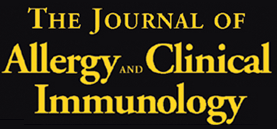 THE JOURNAL OF
Allergy AND Clinical
Immunology